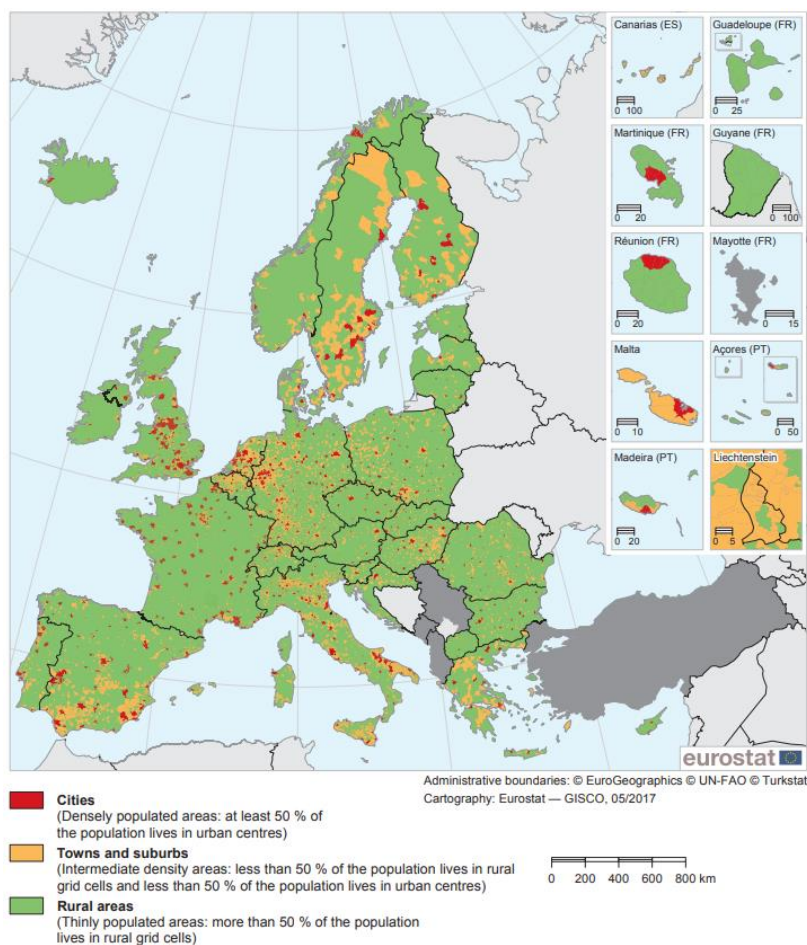 Canarias (ES)
0 100
Guadeloupe (FR)
0 25
Martinique (FR)
0 20
Guyane (FR)
0 100
Réunion (FR)
0 20
Mayotte (FR)
0 15
Malta
0 10
Açores (PT)
0 50
Madeira (PT)
0 20
Liechtenstein
0 5
eurostat
Administrative boundaries: © EuroGeographics © UN-FAO © Turkstat
Cartography: Eurostat — GISCO, 05/2017
Cities
(Densely populated areas: at least 50 % of
the population lives in urban centres)
Towns and suburbs
(Intermediate density areas: less than 50 % of the population lives in rural
grid cells and less than 50 % of the population lives in urban centres)
0 200 400 600 800 km
Rural areas
(Thinly populated areas: more than 50 % of the population
lives in rural grid cells)